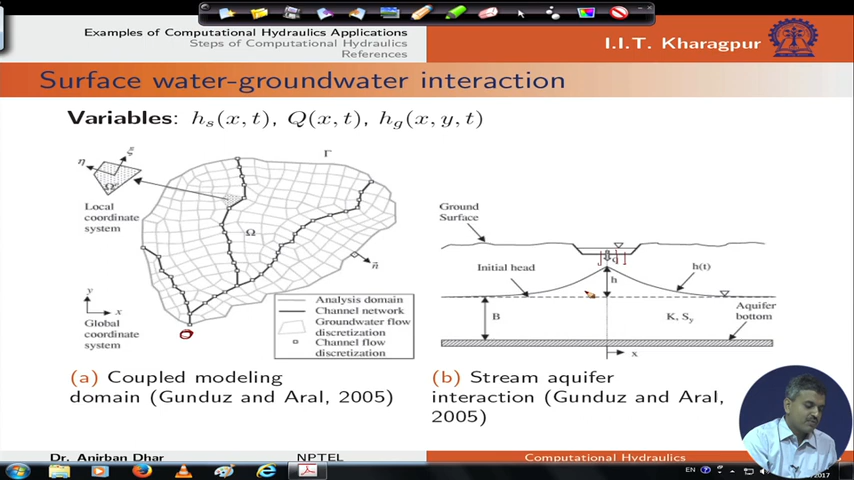 Examples of Computational Hydraulics Applications
Steps of Computational Hydraulics
References
I.I.T. Kharagpur
Surface water-groundwater interaction
Variables: hs(x, t), Q(x, t), hg(x, y, t)
η
ξ
Ωe
Γ
Local
coordinate
system
Ω
n
y
x
Global
coordinate
system
Analysis domain
Channel network
Groundwater flow
discretization
Channel flow
discretization
Ground
Surface
Initial head
h
h(t)
B
K, Sy
Aquifer
bottom
x
(a) Coupled modeling
domain (Gunduz and Aral, 2005)
(b) Stream aquifer
interaction (Gunduz and Aral,
2005)
Dr. Anirban Dhar
NPTEL
Computational Hydraulics
EN
2017